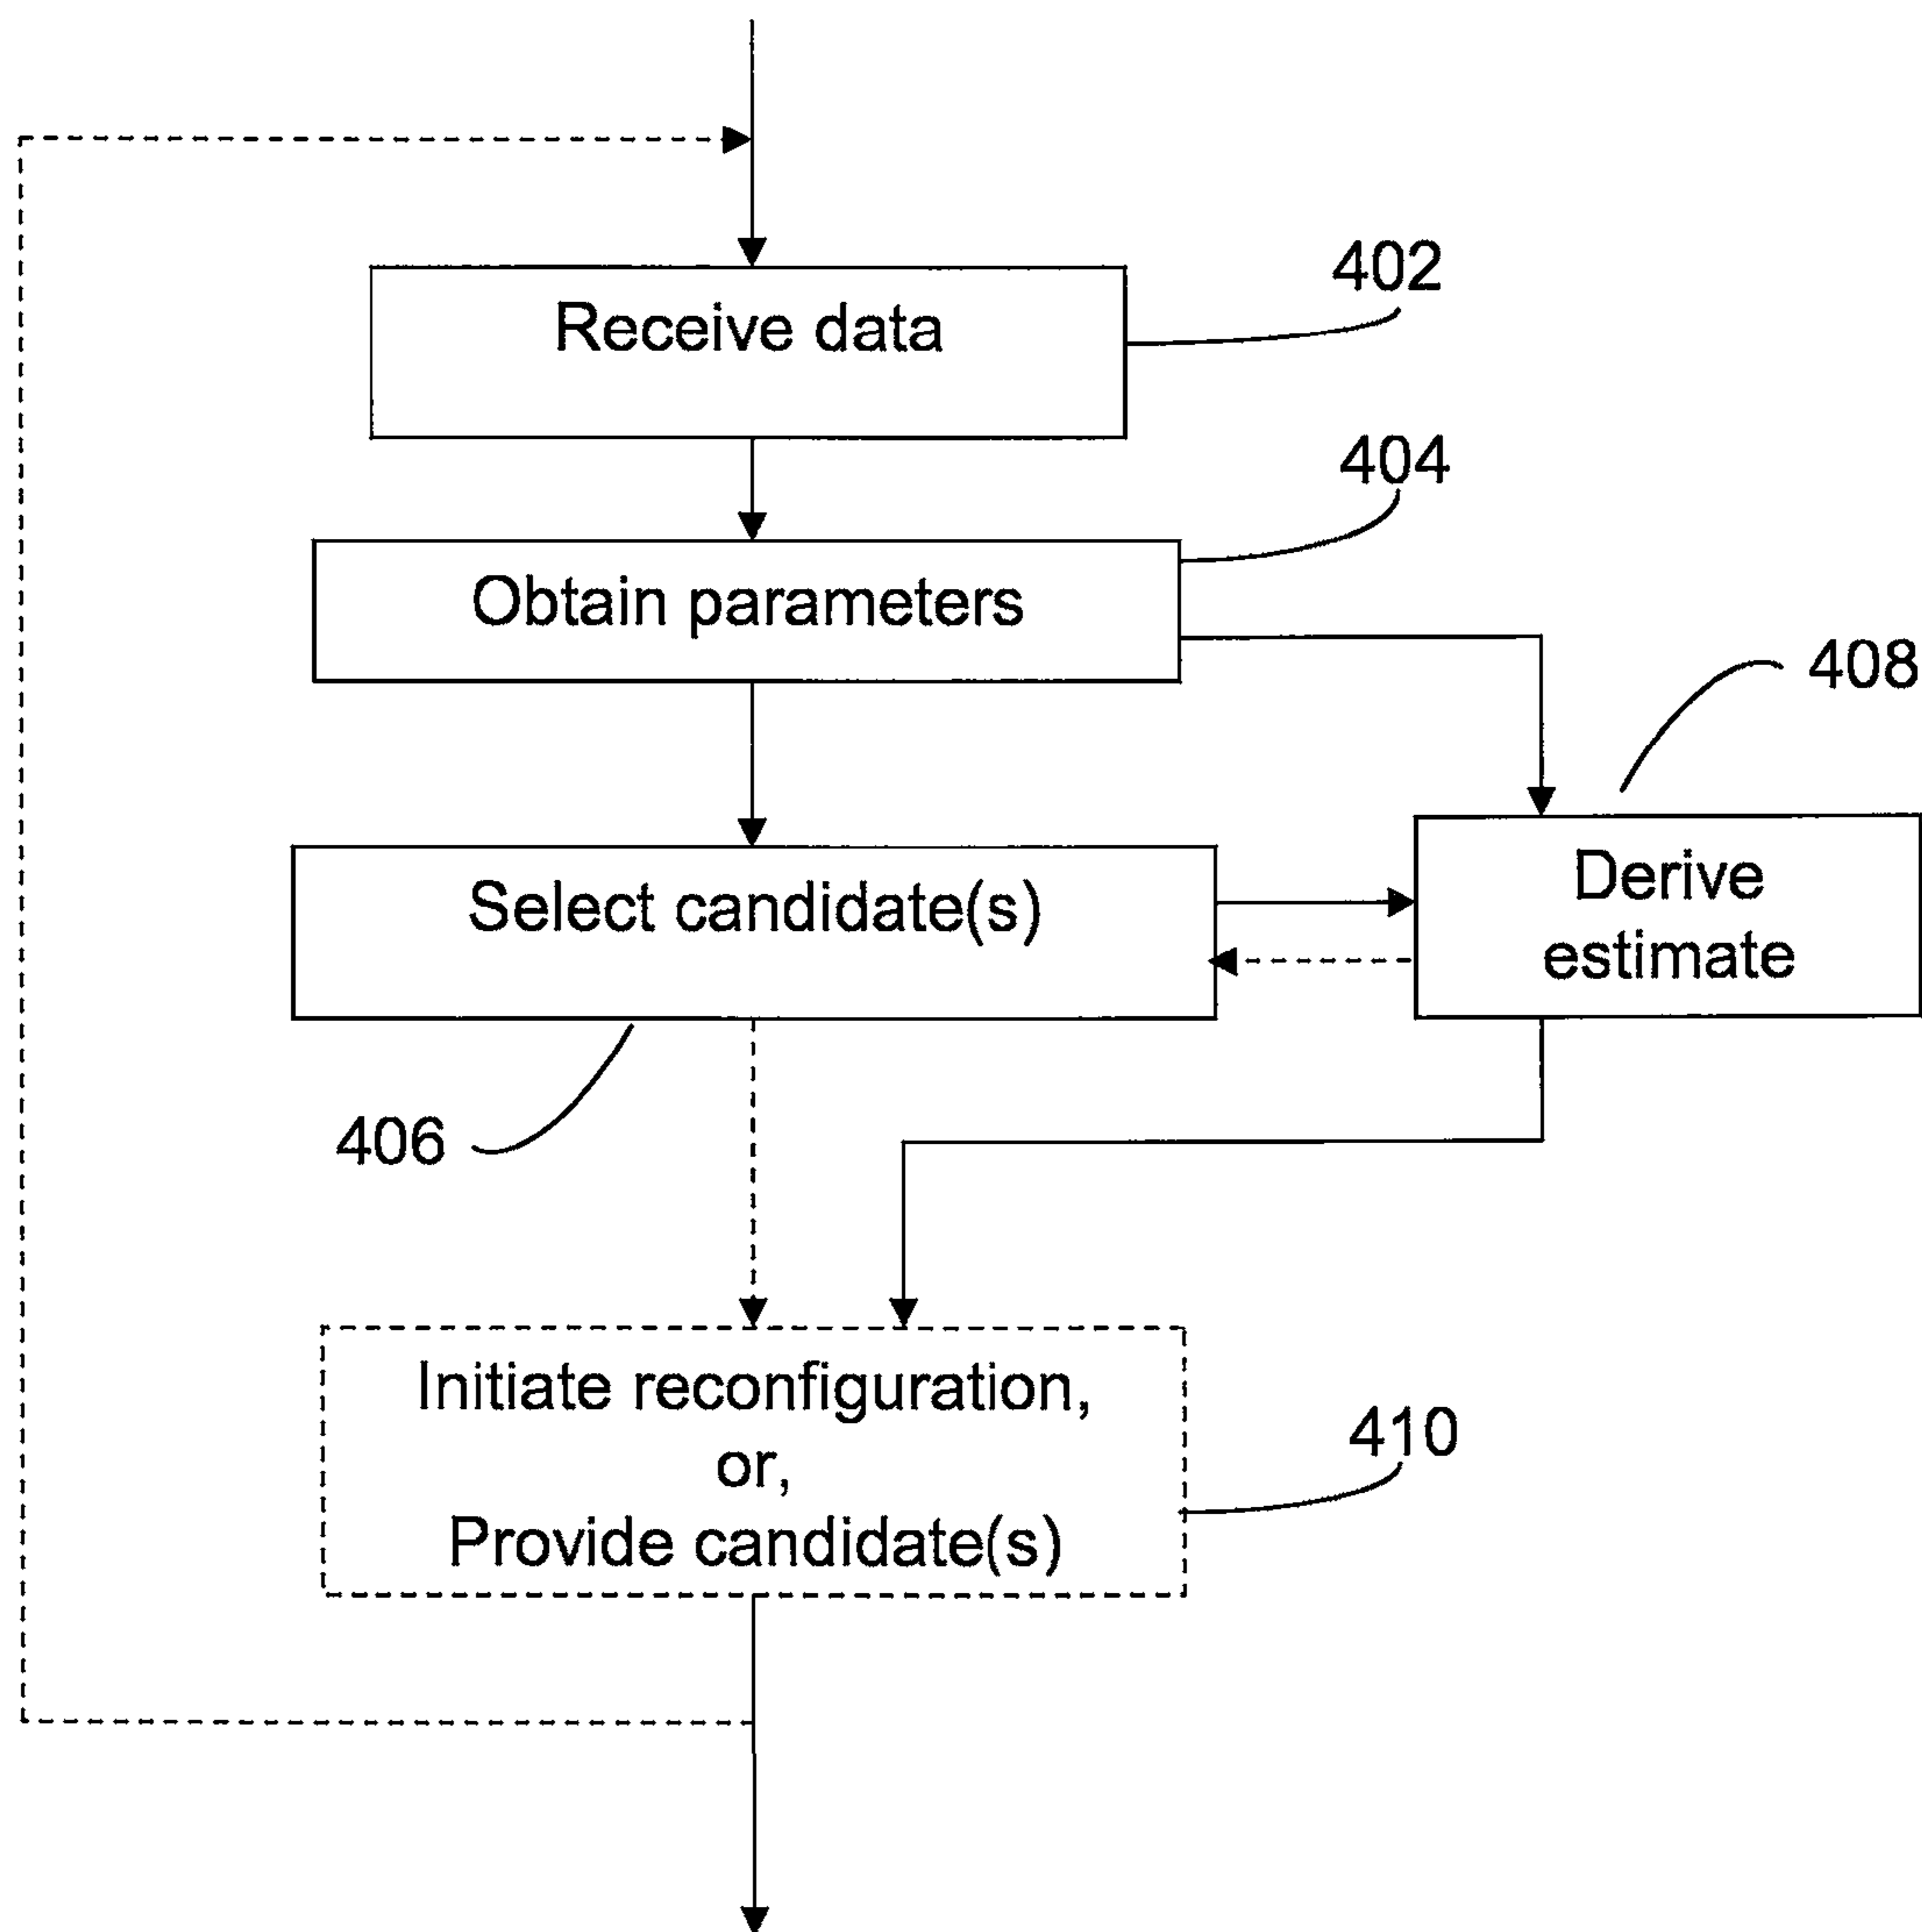 402
Receive data
404
Obtain parameters
408
Select candidate(s)
Derive
estimate
406
Initiate reconfiguration,
or,
Provide candidate(s)
410